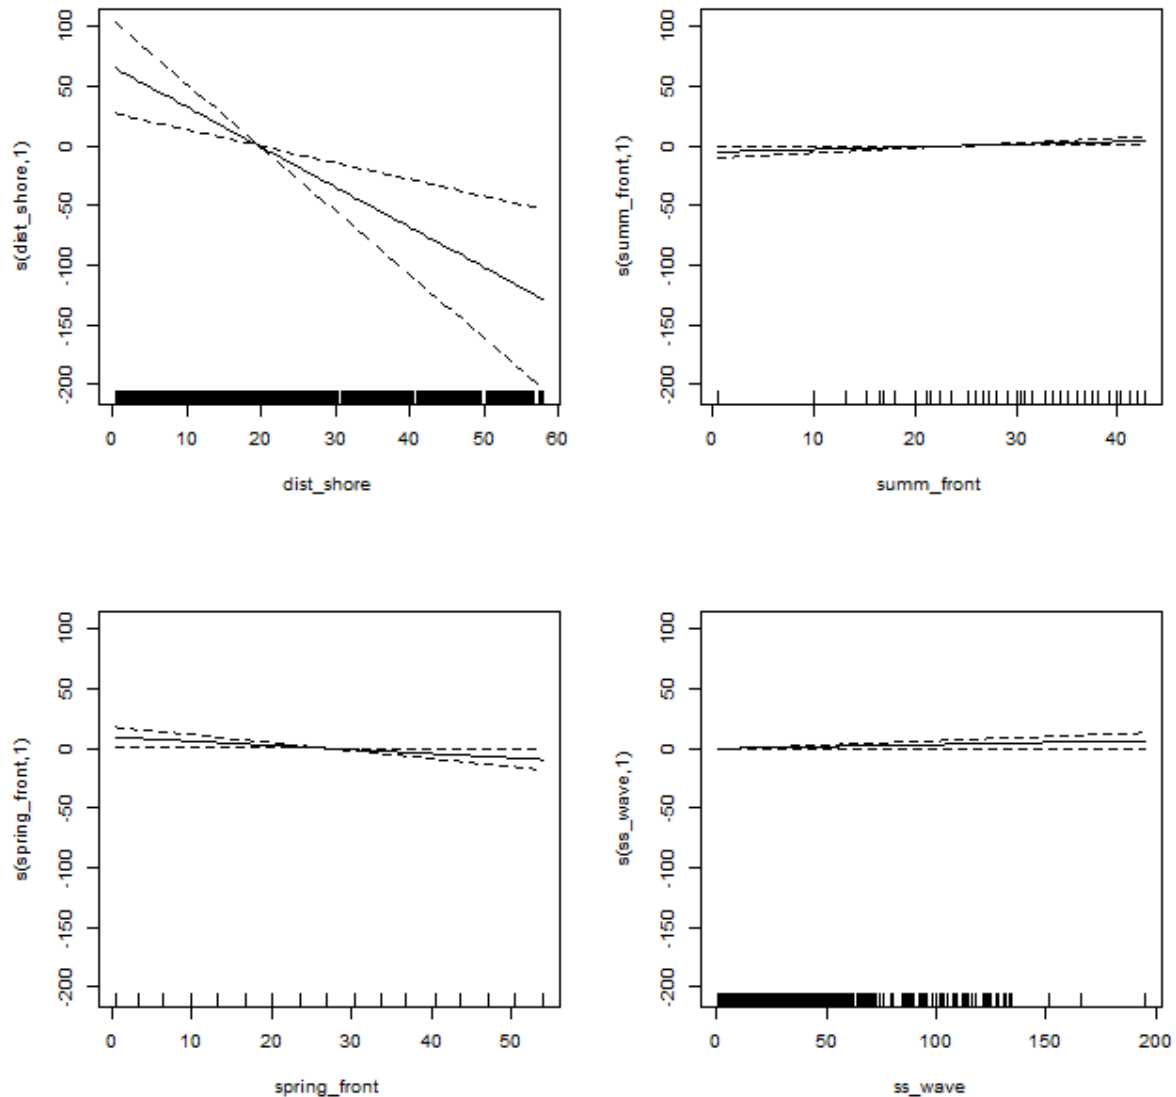 100
50
0
-50
-100
-150
-200
s(dist_shore,1)
0 10 20 30 40 50 60
dist_shore
100
50
0
-50
-100
-150
-200
s(summ_front,1)
0 10 20 30 40
summ_front
100
50
0
-50
-100
-150
-200
s(spring_front,1)
0 10 20 30 40 50
spring_front
100
50
0
-50
-100
-150
-200
s(ss_wave,1)
0 50 100 150 200
ss_wave